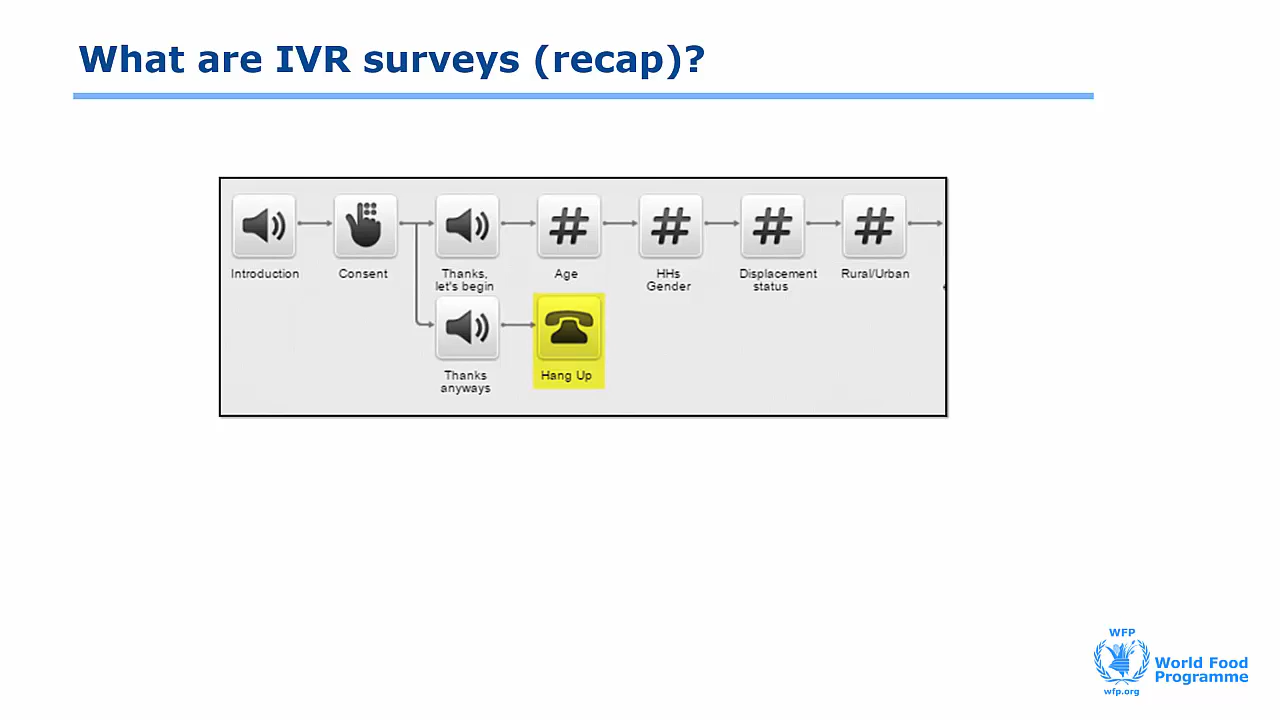 What are IVR surveys (recap)?
Introduction
Consent
Thanks,
let's begin
Age
HHs
Gender
Displacement
status
Rural/Urban
Thanks
anyways
Hang Up
WFP
World Food
Programme
wfp.org